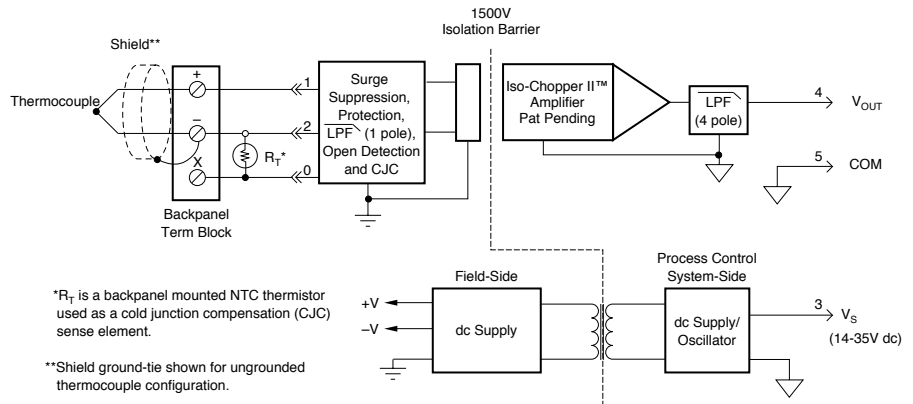 1500V
Isolation Barrier
Shield**
Thermocouple
+
–
X
1
2
0
R_T*
Surge
Suppression,
Protection,
LPF (1 pole),
Open Detection
and CJC
Iso-Chopper II™
Amplifier
Pat Pending
LPF
(4 pole)
4
V_OUT
5
COM
Backpanel
Term Block
*R_T is a backpanel mounted NTC thermistor
used as a cold junction compensation (CJC)
sense element.
**Shield ground-tie shown for ungrounded
thermocouple configuration.
Field-Side
+V
–V
dc Supply
Process Control
System-Side
dc Supply/
Oscillator
3
V_S
(14-35V dc)